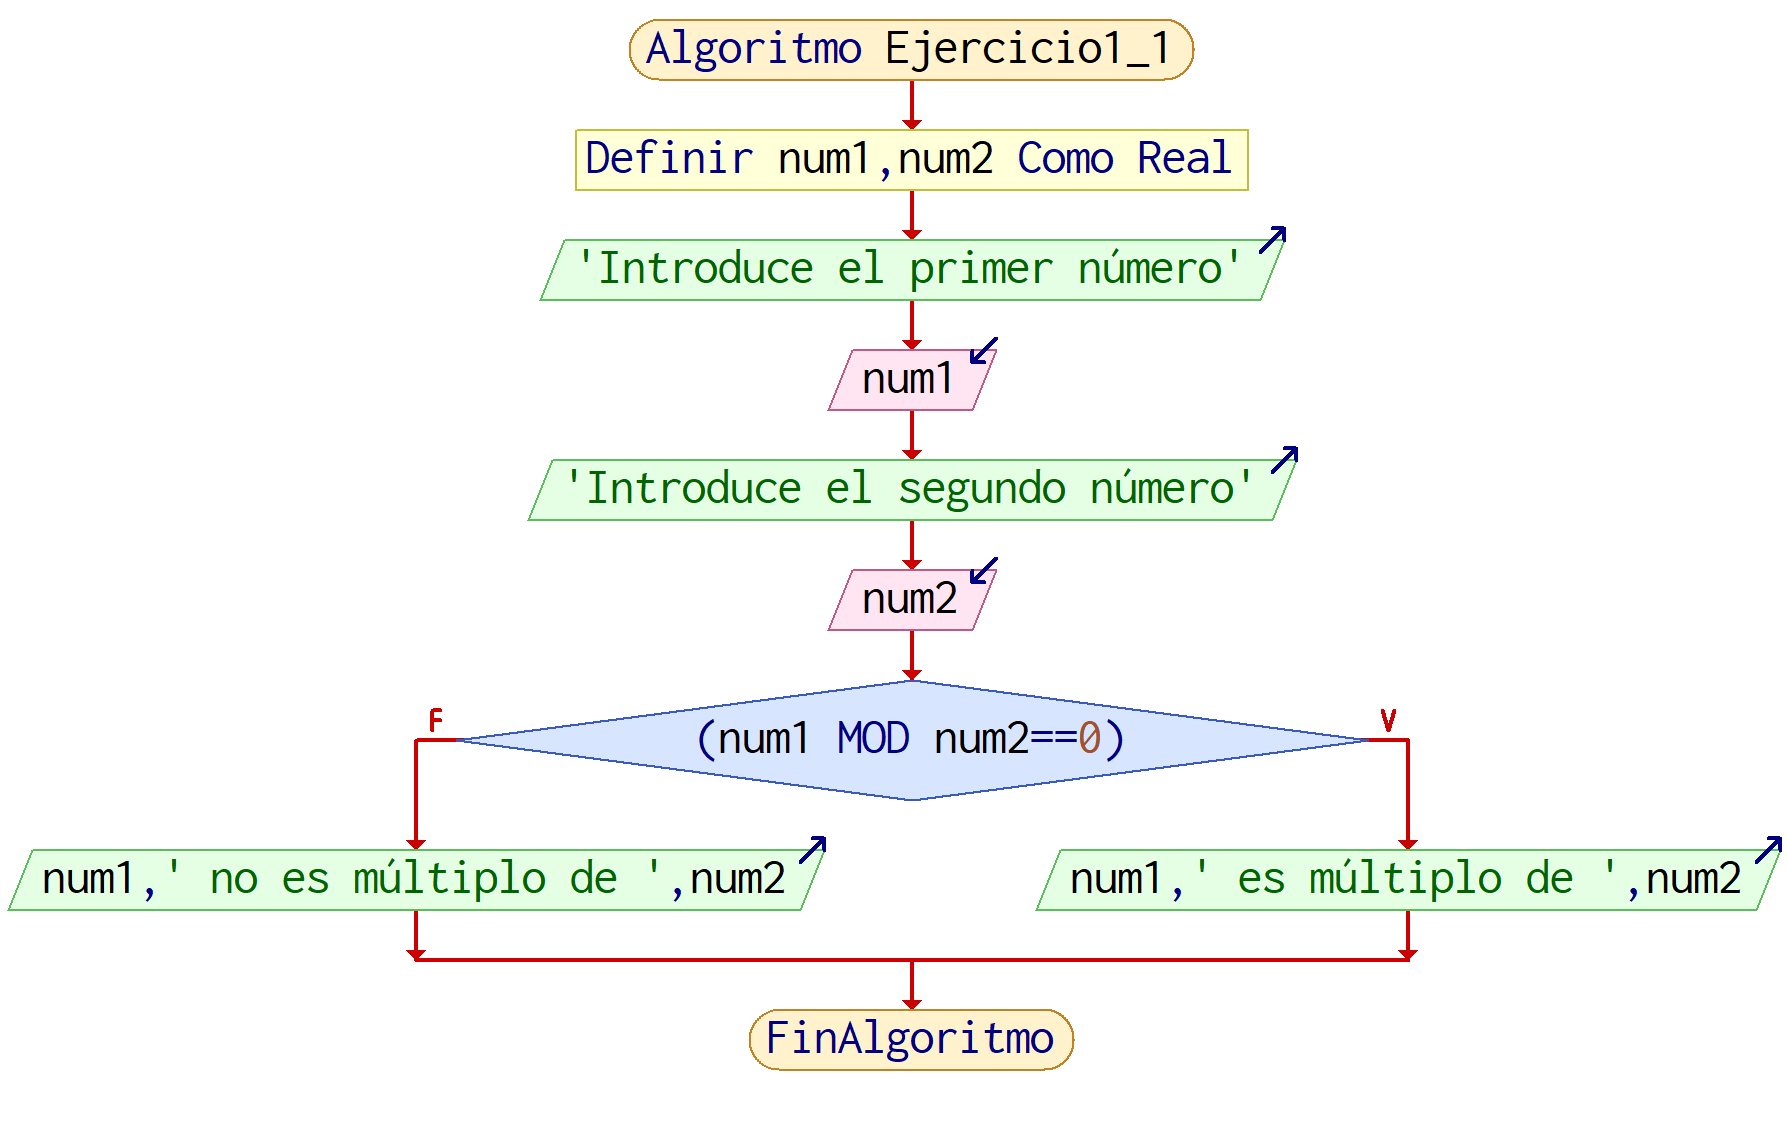 Algoritmo Ejercicio1_1
Definir num1,num2 Como Real
'Introduce el primer número'
num1
'Introduce el segundo número'
num2
F
(num1 MOD num2==0)
V
num1,' no es múltiplo de ',num2
num1,' es múltiplo de ',num2
FinAlgoritmo